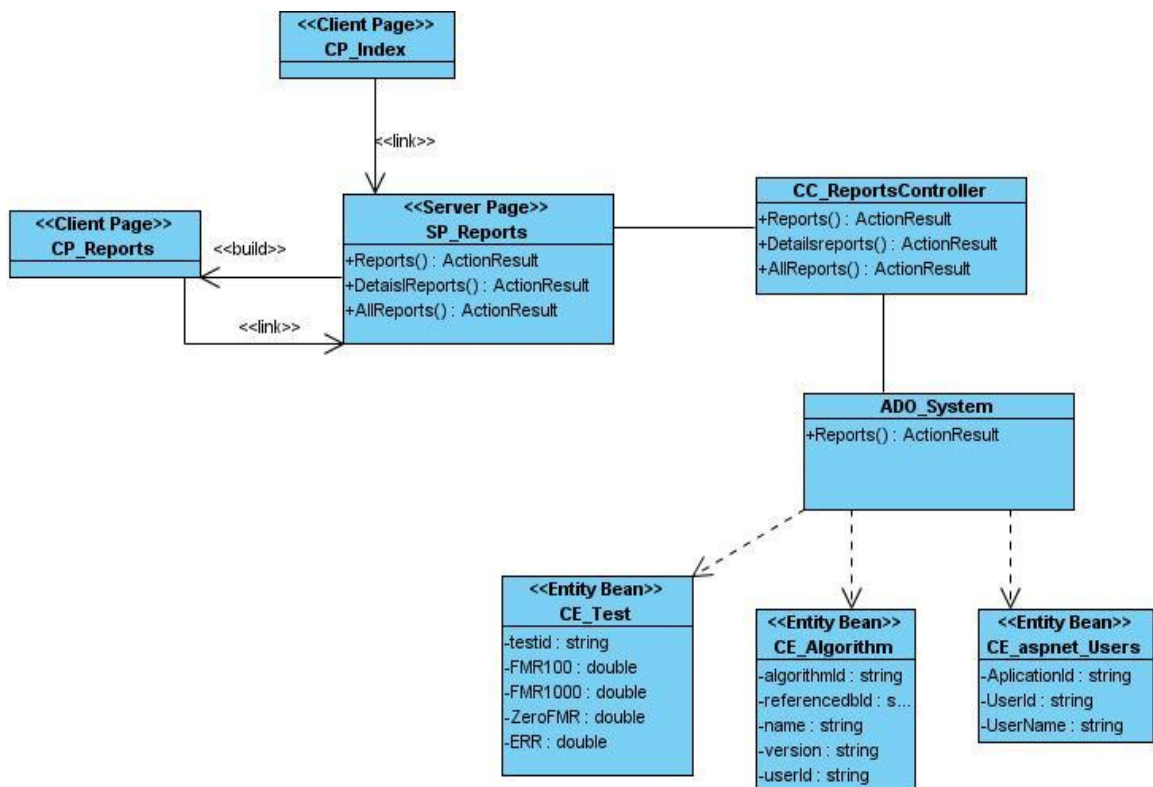 <<Client Page>>
CP_Index
<<link>>
<<Client Page>>
CP_Reports
<<build>>
<<link>>
<<Server Page>>
SP_Reports
+Reports() : ActionResult
+DetaislReports() : ActionResult
+AllReports() : ActionResult
CC_ReportsController
+Reports() : ActionResult
+Detailsreports() : ActionResult
+AllReports() : ActionResult
ADO_System
+Reports() : ActionResult
<<Entity Bean>>
CE_Test
-testid : string
-FMR100 : double
-FMR1000 : double
-ZeroFMR : double
-ERR : double
<<Entity Bean>>
CE_Algorithm
-algorithmId : string
-referencedbId : s...
-name : string
-version : string
-userId : string
<<Entity Bean>>
CE_aspnet_Users
-AplicationId : string
-UserId : string
-UserName : string